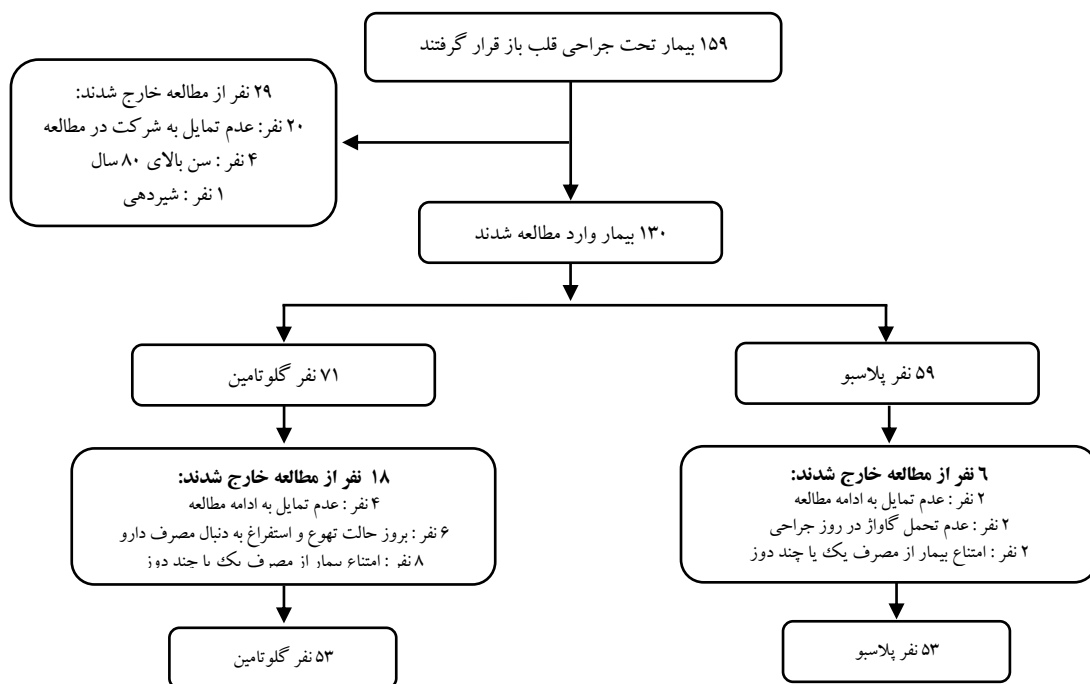 ۱۵۹ بیمار تحت جراحی قلب باز قرار گرفتند
۲۹ نفر از مطالعه خارج شدند:
۲۰ نفر: عدم تمایل به شرکت در مطالعه
۴ نفر : سن بالای ۸۰ سال
۱ نفر : شیردهی
۱۳۰ بیمار وارد مطالعه شدند
۵۹ نفر پلاسبو
۷۱ نفر گلوتامین
۶ نفر از مطالعه خارج شدند:
۲ نفر : عدم تمایل به ادامه مطالعه
۲ نفر : عدم تحمل گاواژ در روز جراحی
۲ نفر : امتناع بیمار از مصرف یک یا چند دوز
۱۸ نفر از مطالعه خارج شدند:
۴ نفر : عدم تمایل به ادامه مطالعه
۶ نفر : بروز حالت تهوع و استفراغ به دنبال مصرف دارو
۸ نفر : امتناع بیمار از مصرف یک یا چند دوز
۵۳ نفر پلاسبو
۵۳ نفر گلوتامین